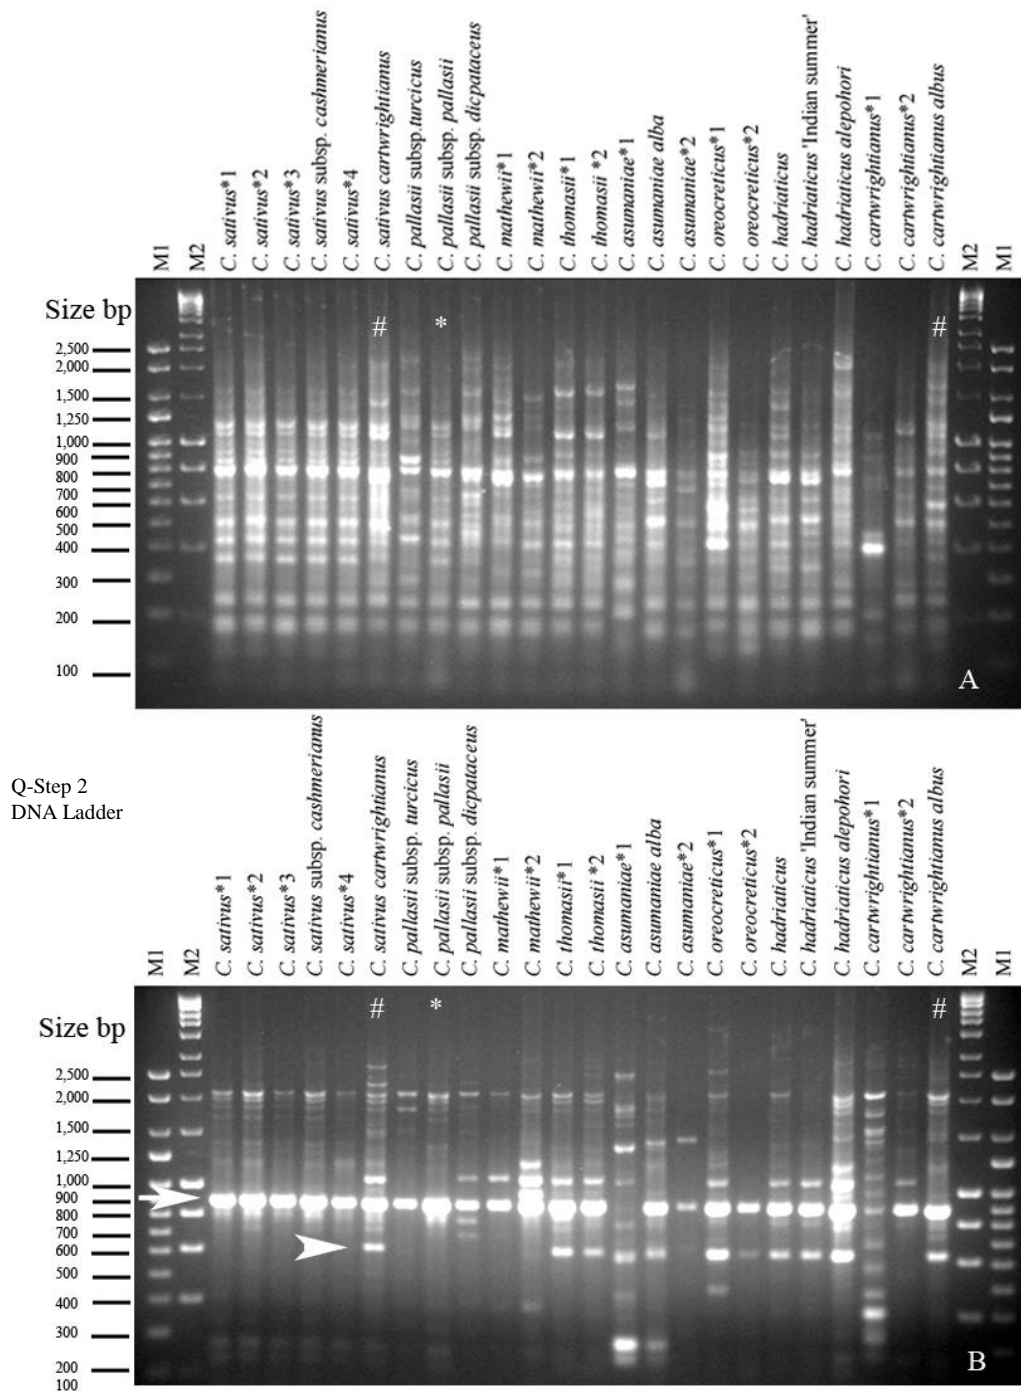 M1
M2
C. sativus*1
C. sativus*2
C. sativus*3
C. sativus subsp. cashmerianus
C. sativus*4
C. sativus cartwrightianus
C. pallasii subsp.turcicus
C. pallasii subsp. pallasii
C. pallasii subsp. dicpataceus
C. mathewii*1
C. mathewii*2
C. thomasii*1
C. thomasii *2
C. asumaniae*1
C. asumaniae alba
C. asumaniae*2
C. oreocreticus*1
C. oreocreticus*2
C. hadriaticus
C. hadriaticus 'Indian summer'
C. hadriaticus alepohori
C. cartwrightianus*1
C. cartwrightianus*2
C. cartwrightianus albus
M2
M1
Size bp
# * #
2,500
2,000
1,500
1,250
1,000
900
800
700
600
500
400
300
200
100
A
Q-Step 2
DNA Ladder
M1
M2
C. sativus*1
C. sativus*2
C. sativus*3
C. sativus subsp. cashmerianus
C. sativus*4
C. sativus cartwrightianus
C. pallasii subsp. turcicus
C. pallasii subsp. pallasii
C. pallasii subsp. dicpataceus
C. mathewii*1
C. mathewii*2
C. thomasii*1
C. thomasii *2
C. asumaniae*1
C. asumaniae alba
C. asumaniae*2
C. oreocreticus*1
C. oreocreticus*2
C. hadriaticus
C. hadriaticus 'Indian summer'
C. hadriaticus alepohori
C. cartwrightianus*1
C. cartwrightianus*2
C. cartwrightianus albus
M2
M1
Size bp
# * #
2,500
2,000
1,500
1,250
1,000
900
800
700
600
500
400
300
200
100
B